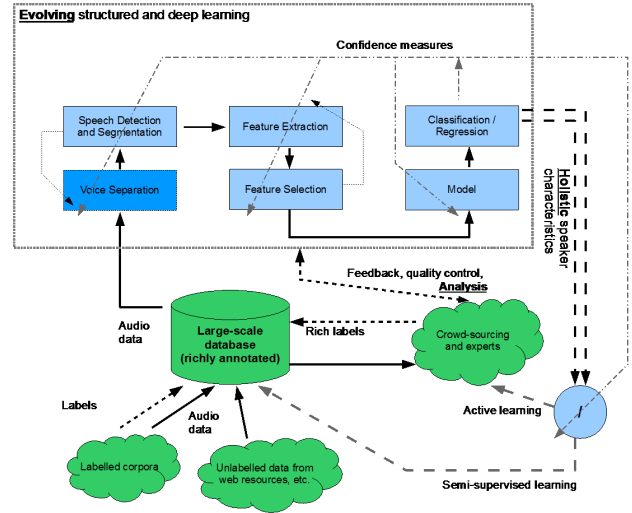 Evolving structured and deep learning
Confidence measures
Speech Detection
and Segmentation
Feature Extraction
Classification /
Regression
Voice Separation
Feature Selection
Model
Holistic speaker
characteristics
Feedback, quality control,
Analysis
Audio
data
Large-scale
database
(richly annotated)
Rich labels
Crowd-sourcing
and experts
Labels
Audio
data
Active learning
/
Labelled corpora
Unlabelled data from
web resources, etc.
Semi-supervised learning